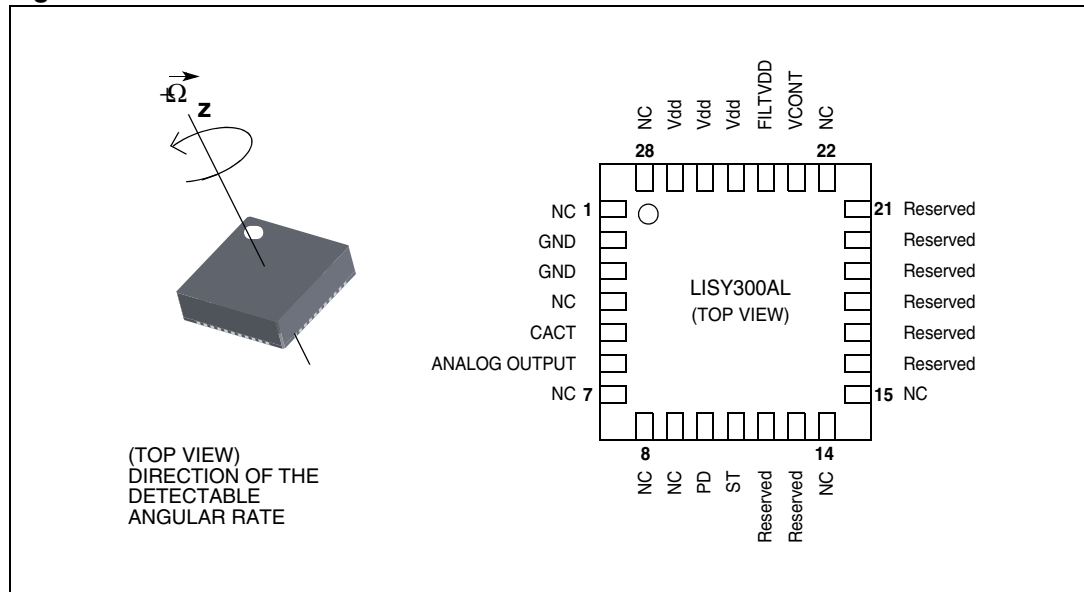 +Ω
z
(TOP VIEW)
DIRECTION OF THE
DETECTABLE
ANGULAR RATE
NC
Vdd
Vdd
Vdd
FILTVDD
VCONT
NC
28
22
NC 1
GND
GND
NC
CACT
ANALOG OUTPUT
NC 7
LISY300AL
(TOP VIEW)
21 Reserved
Reserved
Reserved
Reserved
Reserved
Reserved
15 NC
8
14
NC
NC
PD
ST
Reserved
Reserved
NC